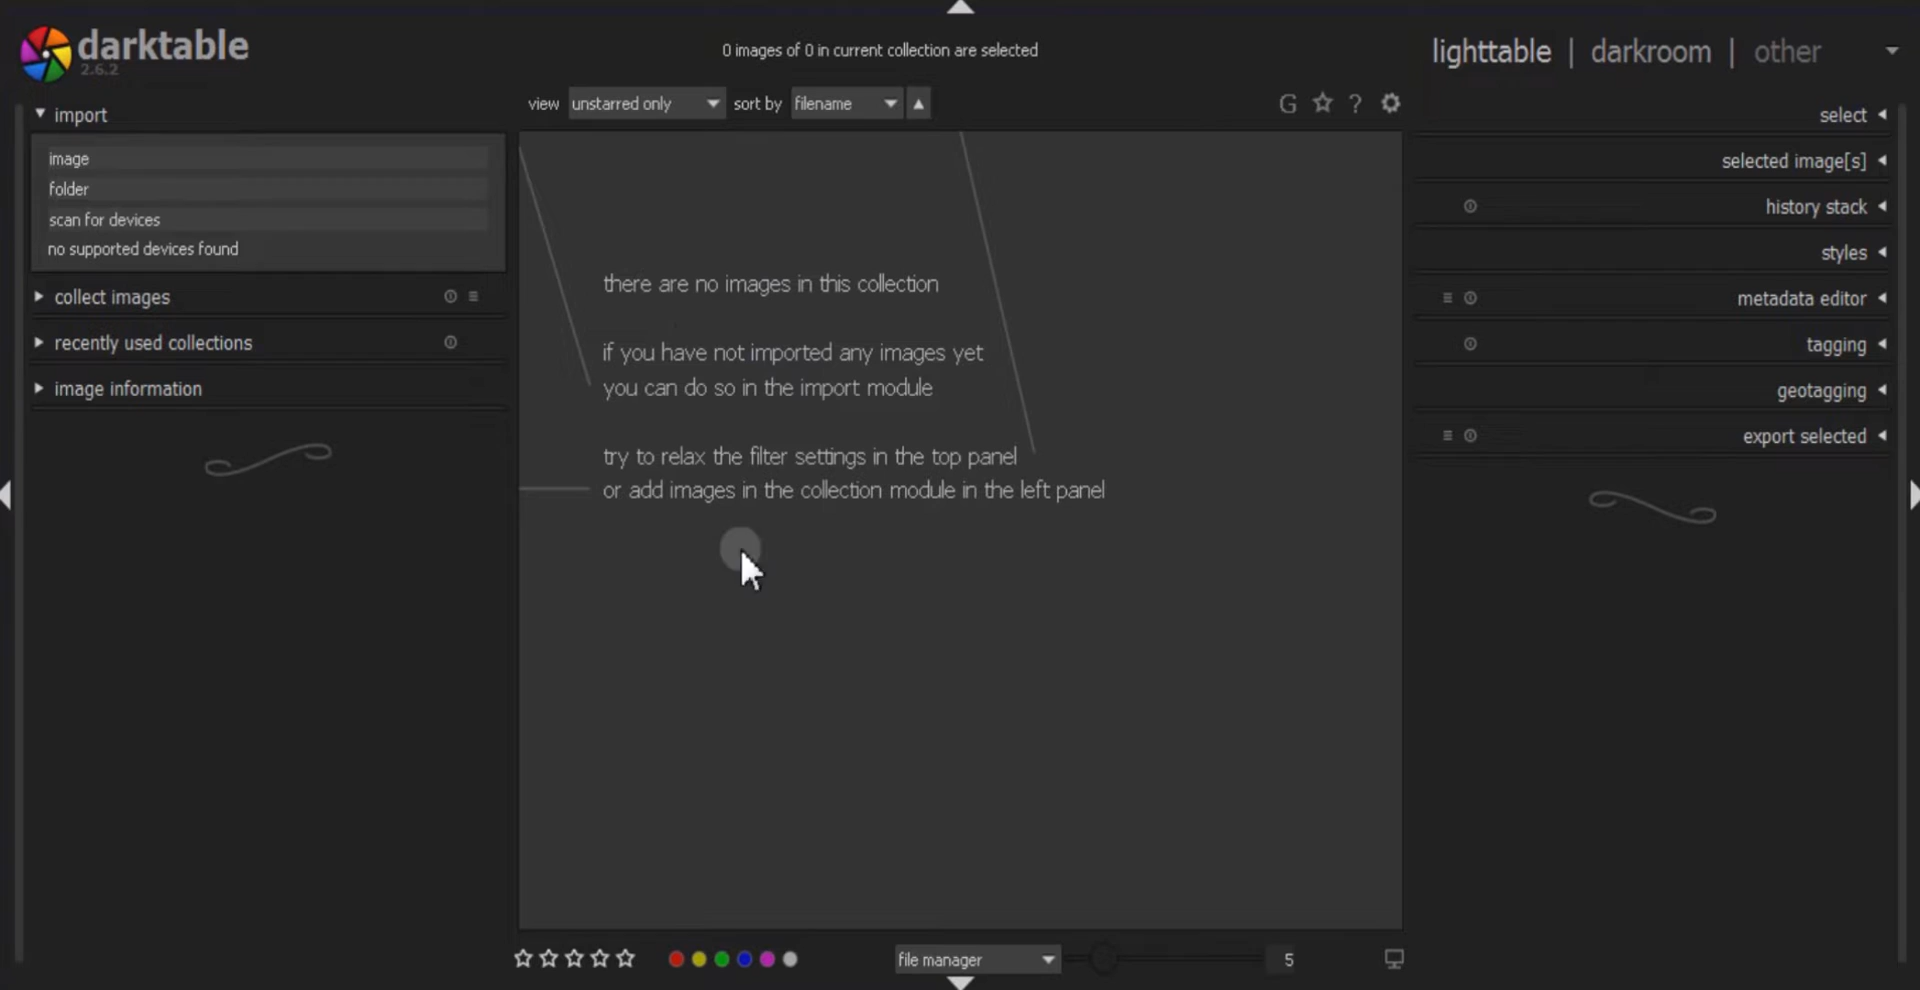 darktable
2.6.2
0 images of 0 in current collection are selected
lighttable | darkroom | other
view unstarred only sort by filename
G ?
import
image
folder
scan for devices
no supported devices found
collect images
recently used collections
image information
there are no images in this collection
if you have not imported any images yet
you can do so in the import module
try to relax the filter settings in the top panel
or add images in the collection module in the left panel
select
selected image[s]
history stack
styles
metadata editor
tagging
geotagging
export selected
file manager 5